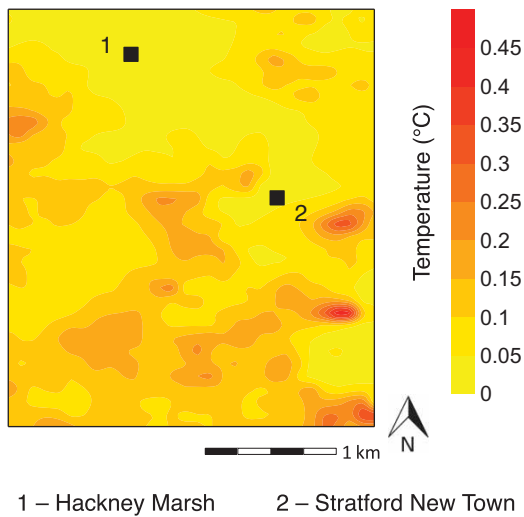 1
2
Temperature (°C)
0.45
0.4
0.35
0.3
0.25
0.2
0.15
0.1
0.05
0
N
1 km
1 – Hackney Marsh
2 – Stratford New Town